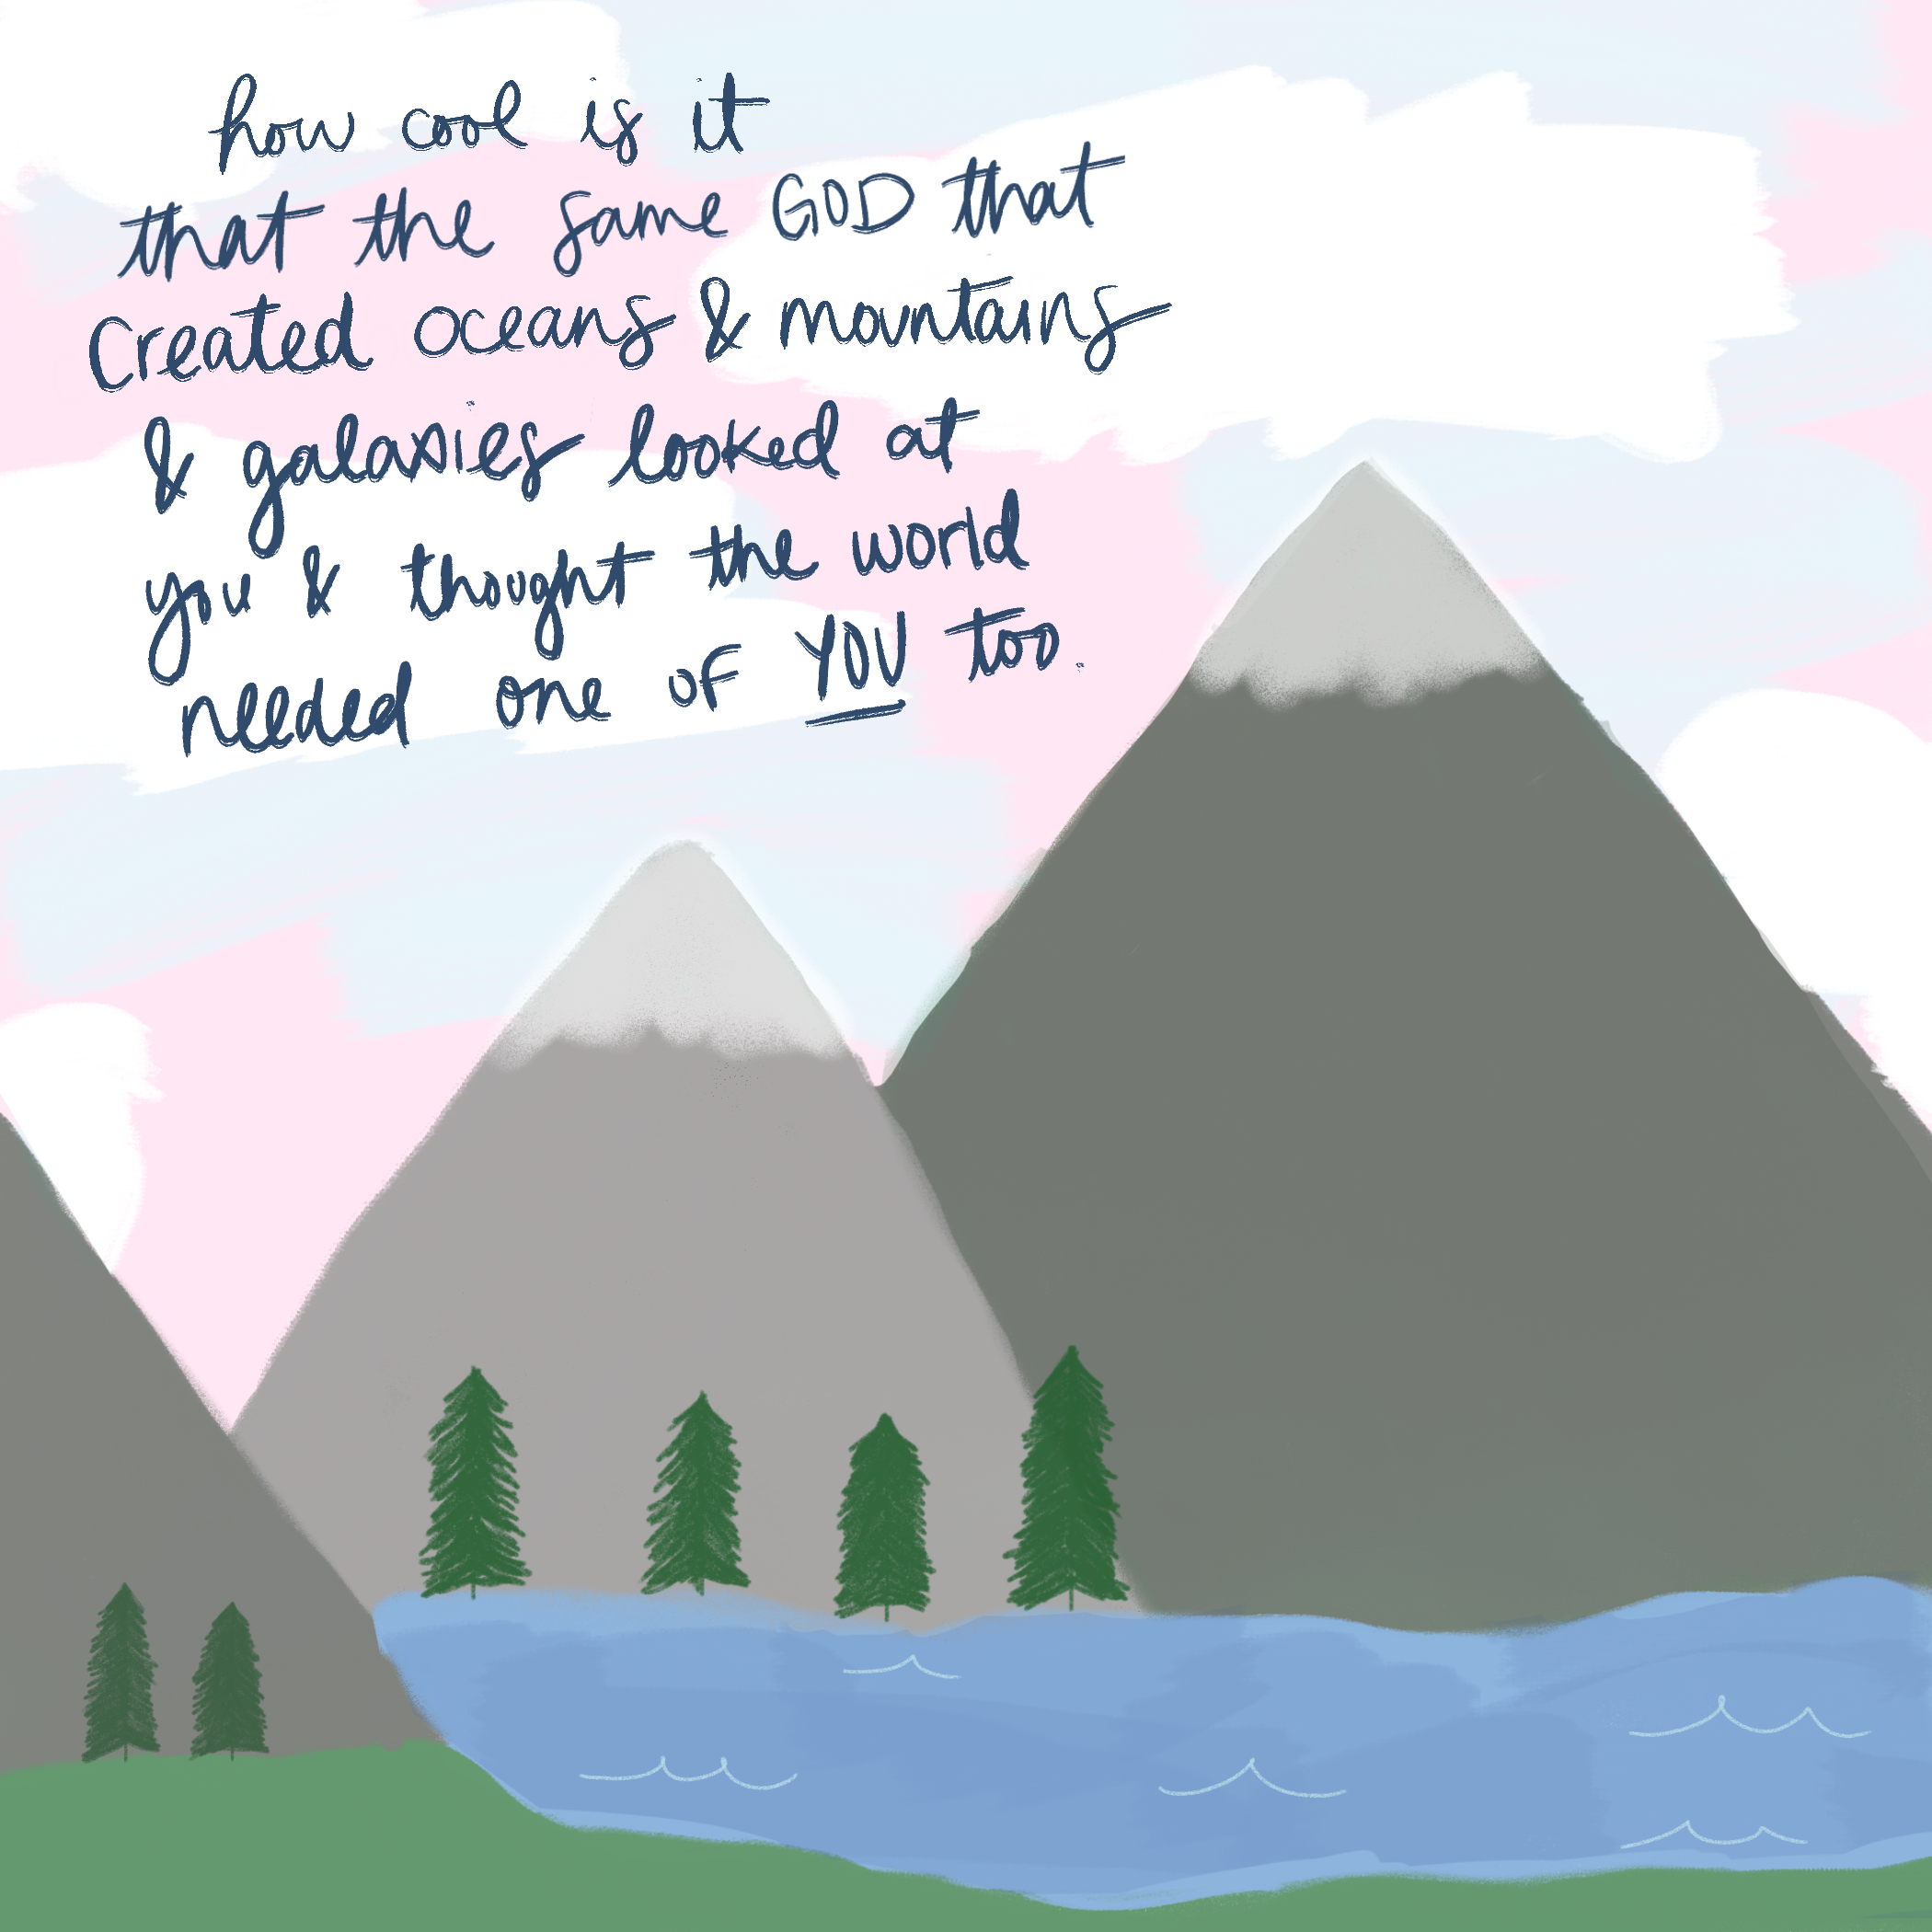 how cool is it
that the same GOD that
created oceans & mountains
& galaxies looked at
you & thought the world
needed one of YOU too.